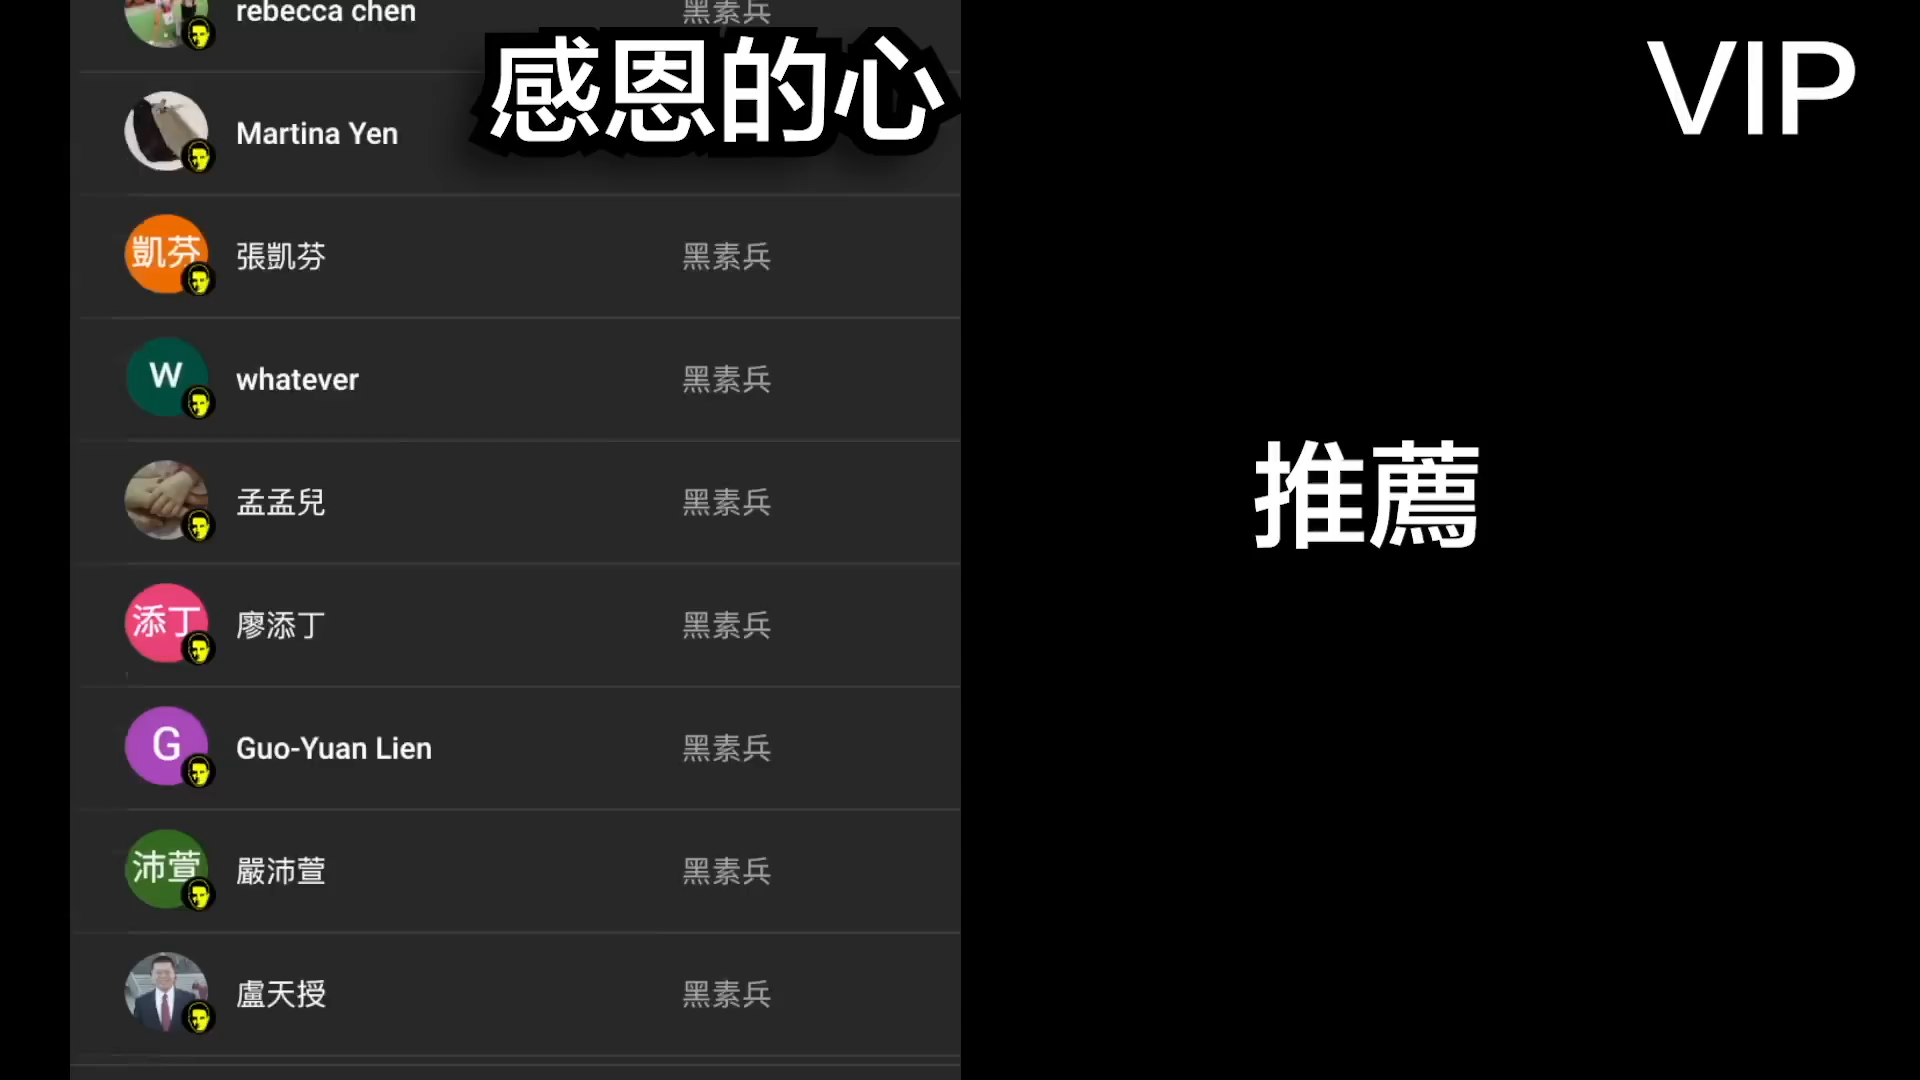 rebecca chen 黑素兵
感恩的心
VIP
Martina Yen
凱芬 張凱芬 黑素兵
W whatever 黑素兵
孟孟兒 黑素兵
推薦
添丁 廖添丁 黑素兵
G Guo-Yuan Lien 黑素兵
沛萱 嚴沛萱 黑素兵
盧天授 黑素兵